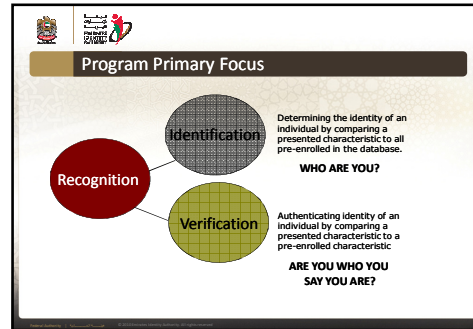 Program Primary Focus
Identification
Determining the identity of an
individual by comparing a
presented characteristic to all
pre-enrolled in the database.
WHO ARE YOU?
Recognition
Verification
Authenticating identity of an
individual by comparing a
presented characteristic to a
pre-enrolled characteristic
ARE YOU WHO YOU
SAY YOU ARE?